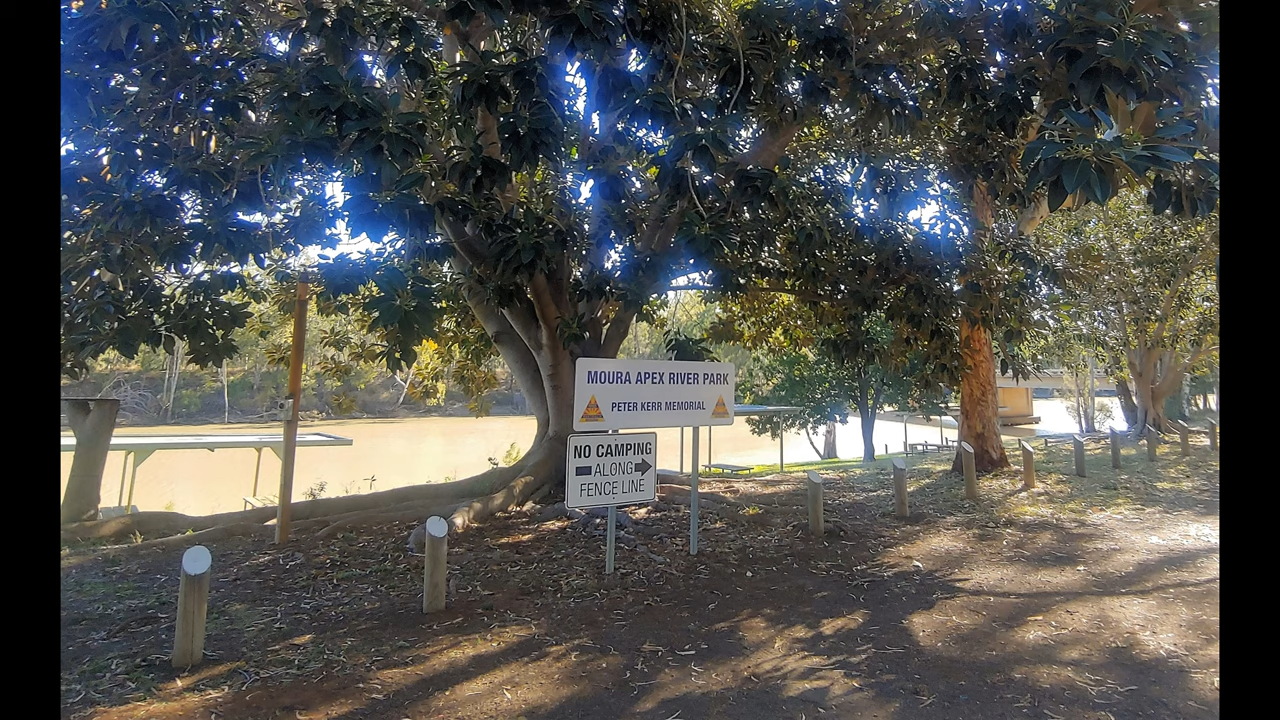 MOURA APEX RIVER PARK
PETER KERR MEMORIAL
NO CAMPING
ALONG
FENCE LINE